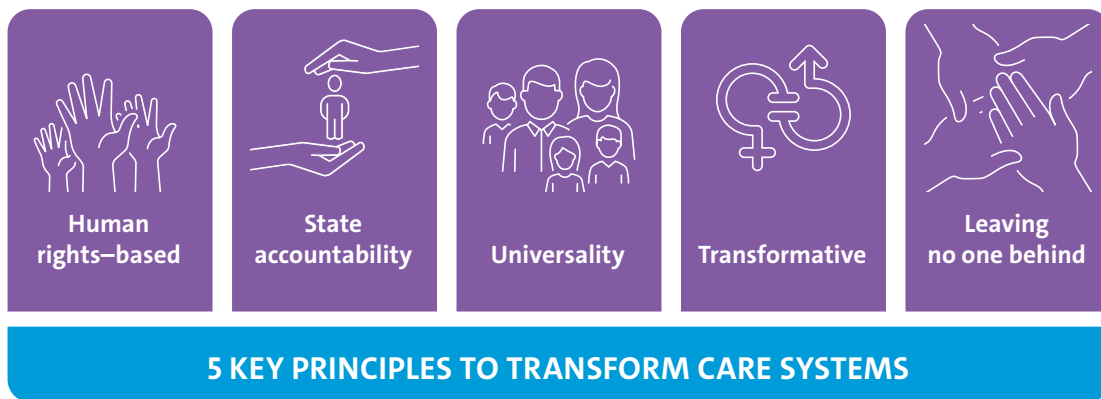 Human
rights–based
State
accountability
Universality
Transformative
Leaving
no one behind
5 KEY PRINCIPLES TO TRANSFORM CARE SYSTEMS